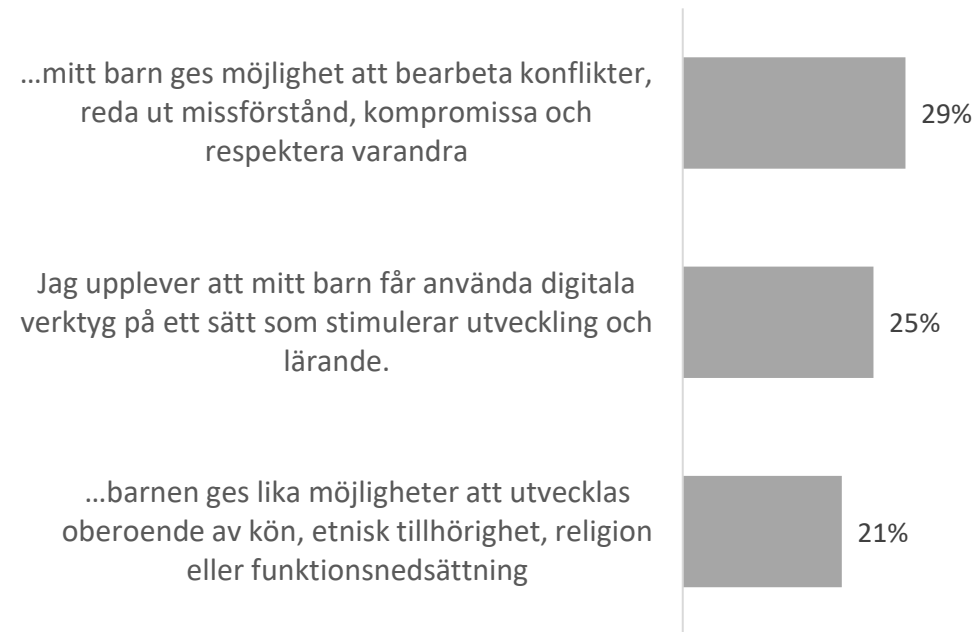 …mitt barn ges möjlighet att bearbeta konflikter,
reda ut missförstånd, kompromissa och
respektera varandra
29%
Jag upplever att mitt barn får använda digitala
verktyg på ett sätt som stimulerar utveckling och
lärande.
25%
…barnen ges lika möjligheter att utvecklas
oberoende av kön, etnisk tillhörighet, religion
eller funktionsnedsättning
21%